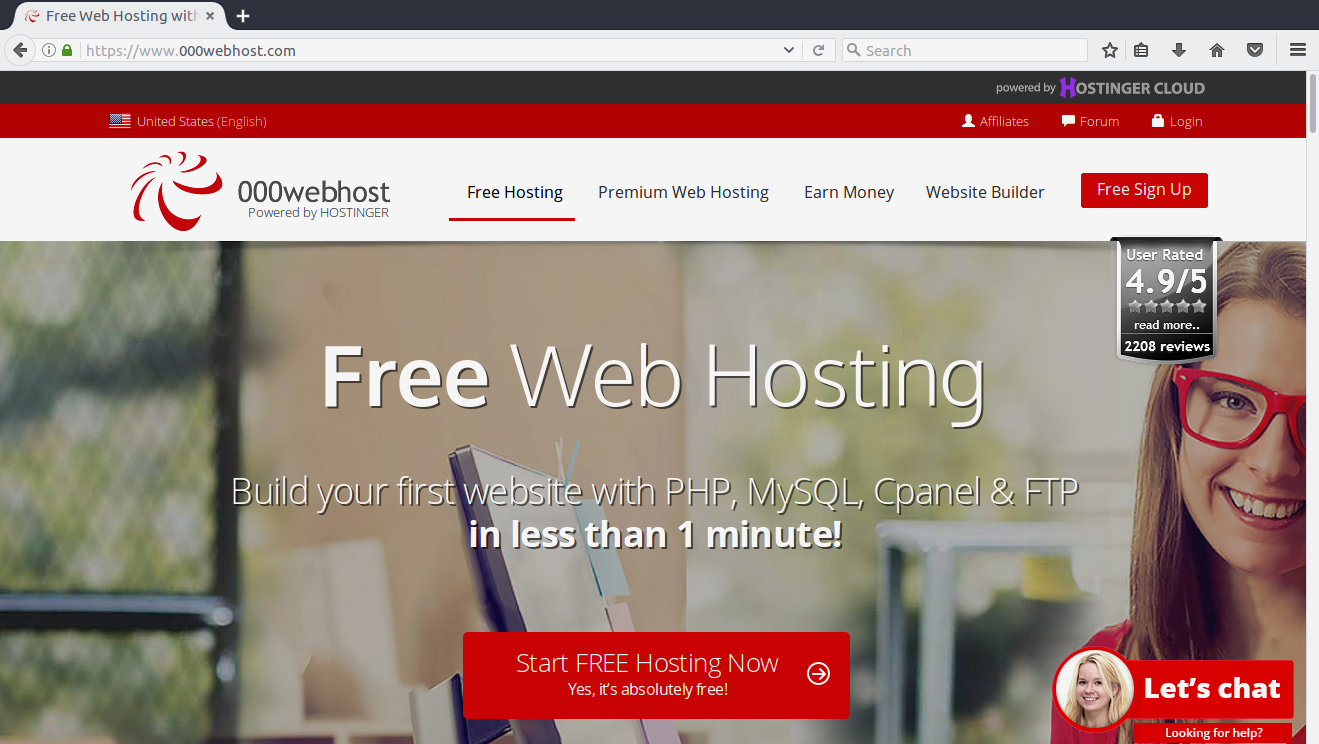 Free Web Hosting with
https://www.000webhost.com
Search
powered by HOSTINGER CLOUD
United States (English)
Affiliates
Forum
Login
000webhost
Powered by HOSTINGER
Free Hosting
Premium Web Hosting
Earn Money
Website Builder
Free Sign Up
User Rated
4.9/5
read more..
2208 reviews
Free Web Hosting
Build your first website with PHP, MySQL, Cpanel & FTP
in less than 1 minute!
Start FREE Hosting Now
Yes, it's absolutely free!
Let's chat
Looking for help?